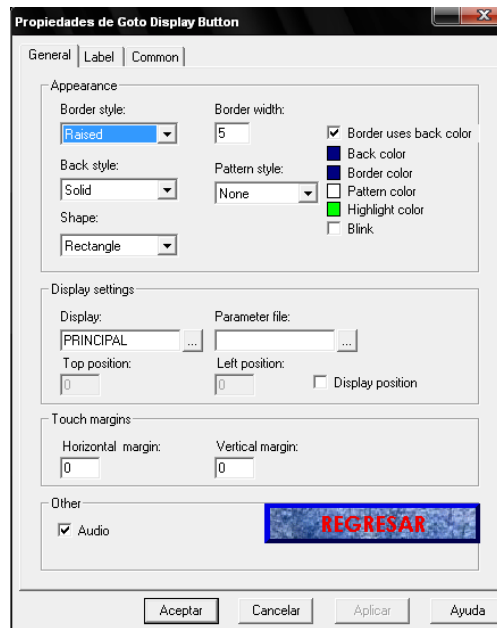 Propiedades de Goto Display Button
General Label Common
Appearance
Border style: Border width:
Raised 5 Border uses back color
Back color
Back style: Pattern style: Border color
Solid None Pattern color
Highlight color
Shape: Blink
Rectangle
Display settings
Display: Parameter file:
PRINCIPAL ... ...
Top position: Left position:
0 0 Display position
Touch margins
Horizontal margin: Vertical margin:
0 0
Other
Audio REGRESAR
Aceptar Cancelar Aplicar Ayuda